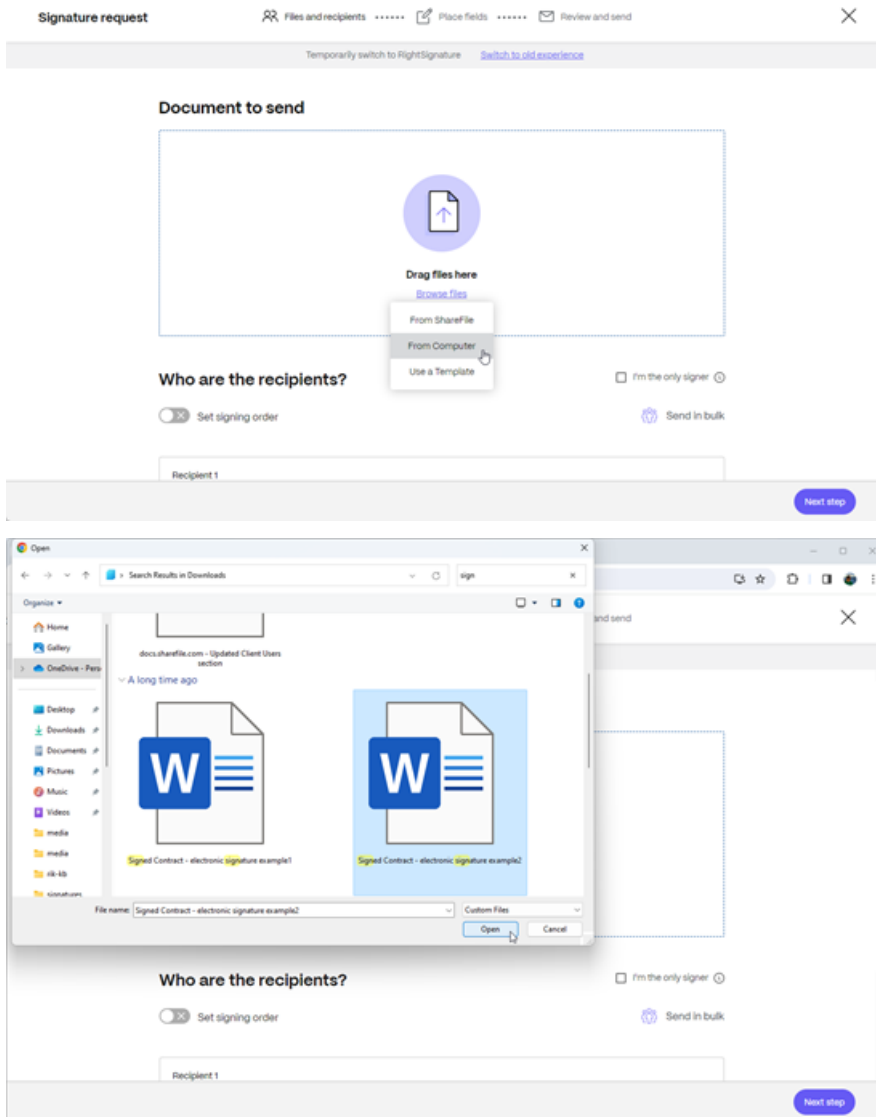 Signature request
Files and recipients
Place fields
Review and send
Temporarily switch to RightSignature Switch to old experience
Document to send
Drag files here
Browse files
From ShareFile
From Computer
Use a Template
Who are the recipients?
I'm the only signer
Set signing order
Send in bulk
Recipient 1
Next step
Open
Search Results in Downloads
sign
Organize
and send
Home
Gallery
OneDrive - Pers
Desktop
Downloads
Documents
Pictures
Music
Videos
media
media
rik-kb
signatures
docs.sharefile.com - Updated Client Users
section
A long time ago
W
W
Signed Contract - electronic signature example1
Signed Contract - electronic signature example2
File name: Signed Contract - electronic signature example2
Custom Files
Open
Cancel
Who are the recipients?
I'm the only signer
Set signing order
Send in bulk
Recipient 1
Next step